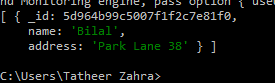 nd Monitoring engine, pass option { use
[ { _id: 5d964b99c5007f1f2c7e81f0,
name: 'Bilal',
address: 'Park Lane 38' } ]
C:\Users\Tatheer Zahra>